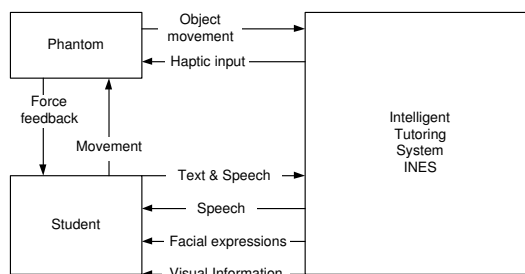 Phantom
Object
movement
Haptic input
Force
feedback
Movement
Intelligent
Tutoring
System
INES
Text & Speech
Student
Speech
Facial expressions
Visual Information